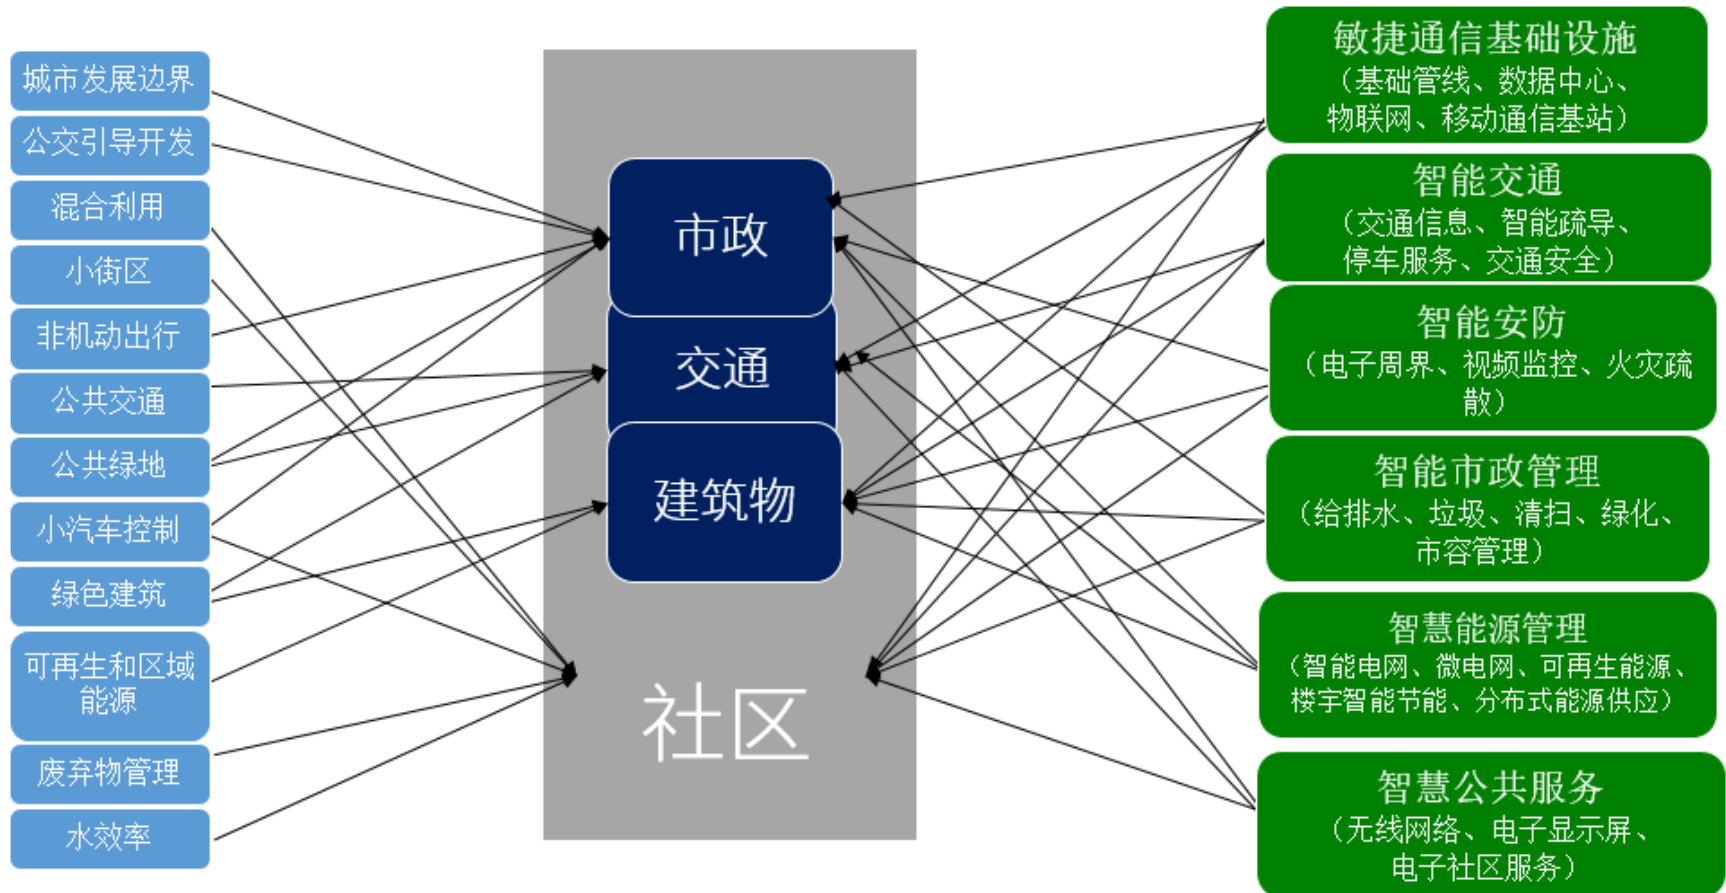 城市发展边界
公交引导开发
混合利用
小街区
非机动出行
公共交通
公共绿地
小汽车控制
绿色建筑
可再生和区域
能源
废弃物管理
水效率
市政
交通
建筑物
社区
敏捷通信基础设施
（基础管线、数据中心、
物联网、移动通信基站）
智能交通
（交通信息、智能疏导、
停车服务、交通安全）
智能安防
（电子周界、视频监控、火灾疏
散）
智能市政管理
（给排水、垃圾、清扫、绿化、
市容管理）
智慧能源管理
（智能电网、微电网、可再生能源、
楼宇智能节能、分布式能源供应）
智慧公共服务
（无线网络、电子显示屏、
电子社区服务）